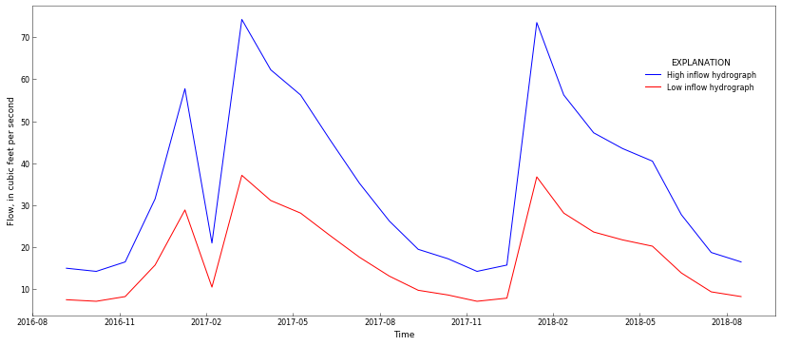 Flow, in cubic feet per second
70
60
50
40
30
20
10
EXPLANATION
High inflow hydrograph
Low inflow hydrograph
2016-08 2016-11 2017-02 2017-05 2017-08 2017-11 2018-02 2018-05 2018-08
Time